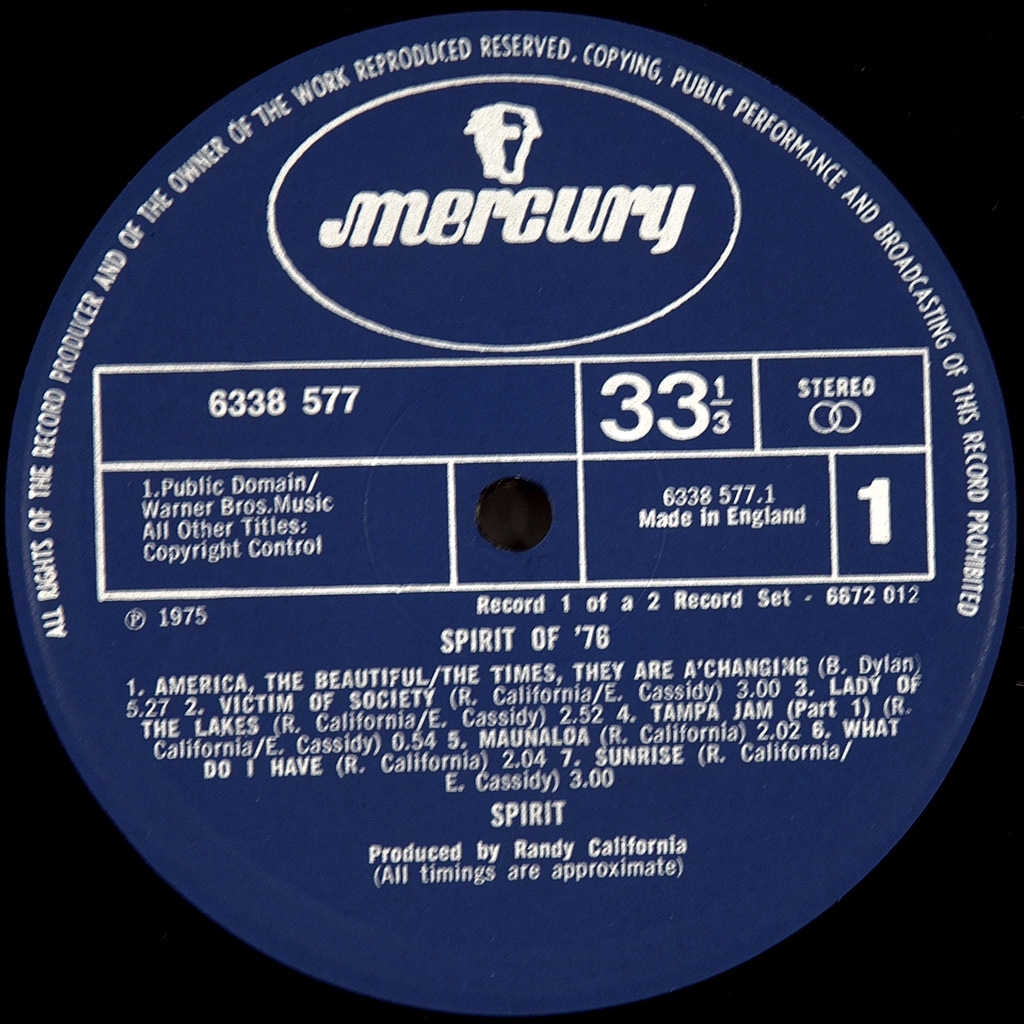 ALL RIGHTS OF THE RECORD PRODUCER AND OF THE OWNER OF THE WORK REPRODUCED RESERVED. COPYING, PUBLIC PERFORMANCE AND BROADCASTING OF THIS RECORD PROHIBITED
mercury
6338 577
33 1/3
STEREO
1.Public Domain/
Warner Bros.Music
All Other Titles:
Copyright Control
6338 577.1
Made in England
1
℗ 1975
Record 1 of a 2 Record Set - 6672 012
SPIRIT OF '76
1. AMERICA, THE BEAUTIFUL/THE TIMES, THEY ARE A'CHANGING (B. Dylan)
5.27 2. VICTIM OF SOCIETY (R. California/E. Cassidy) 3.00 3. LADY OF
THE LAKES (R. California/E. Cassidy) 2.52 4. TAMPA JAM (Part 1) (R.
California/E. Cassidy) 0.54 5. MAUNALOA (R. California) 2.02 6. WHAT
DO I HAVE (R. California) 2.04 7. SUNRISE (R. California/
E. Cassidy) 3.00
SPIRIT
Produced by Randy California
(All timings are approximate)